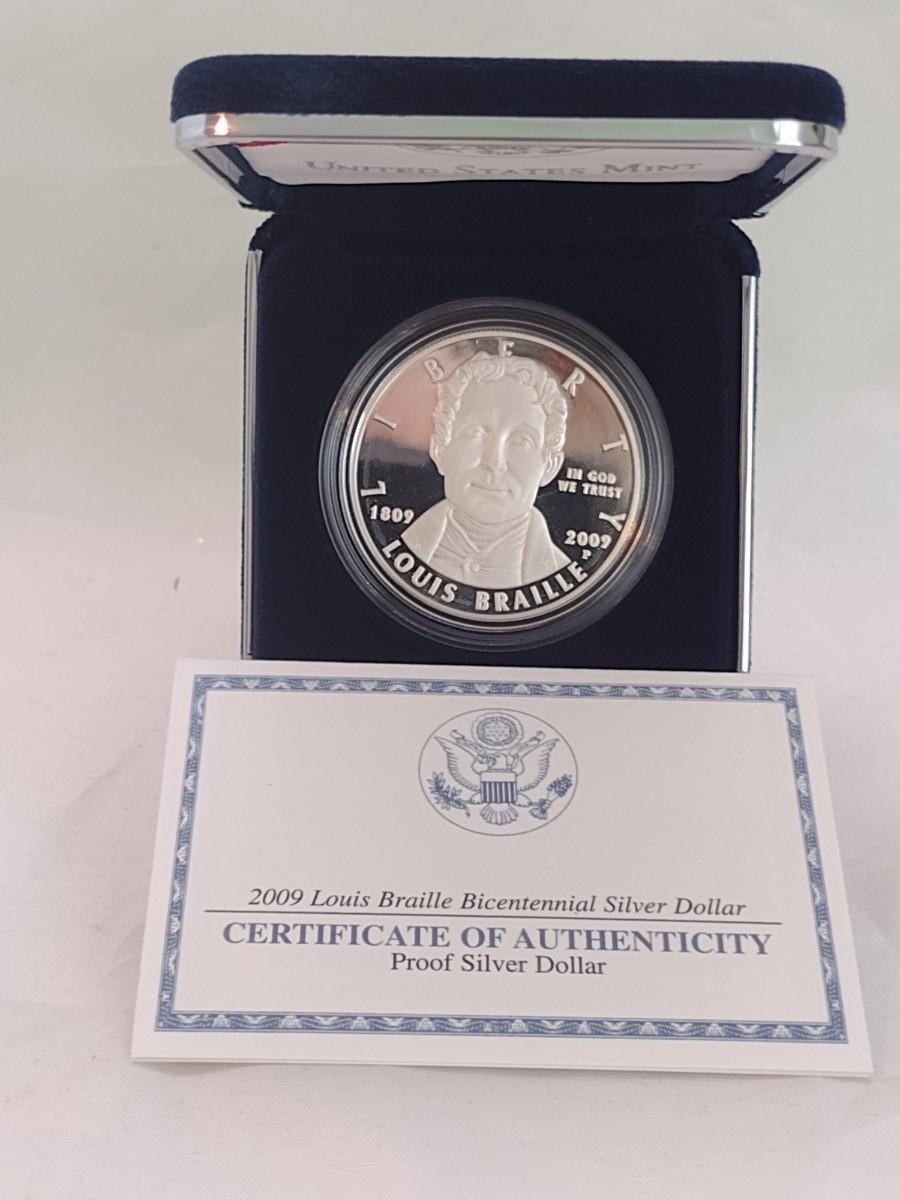 UNITED STATES MINT
LIBERTY
IN GOD
WE TRUST
1809
2009
P
LOUIS BRAILLE
2009 Louis Braille Bicentennial Silver Dollar
CERTIFICATE OF AUTHENTICITY
Proof Silver Dollar